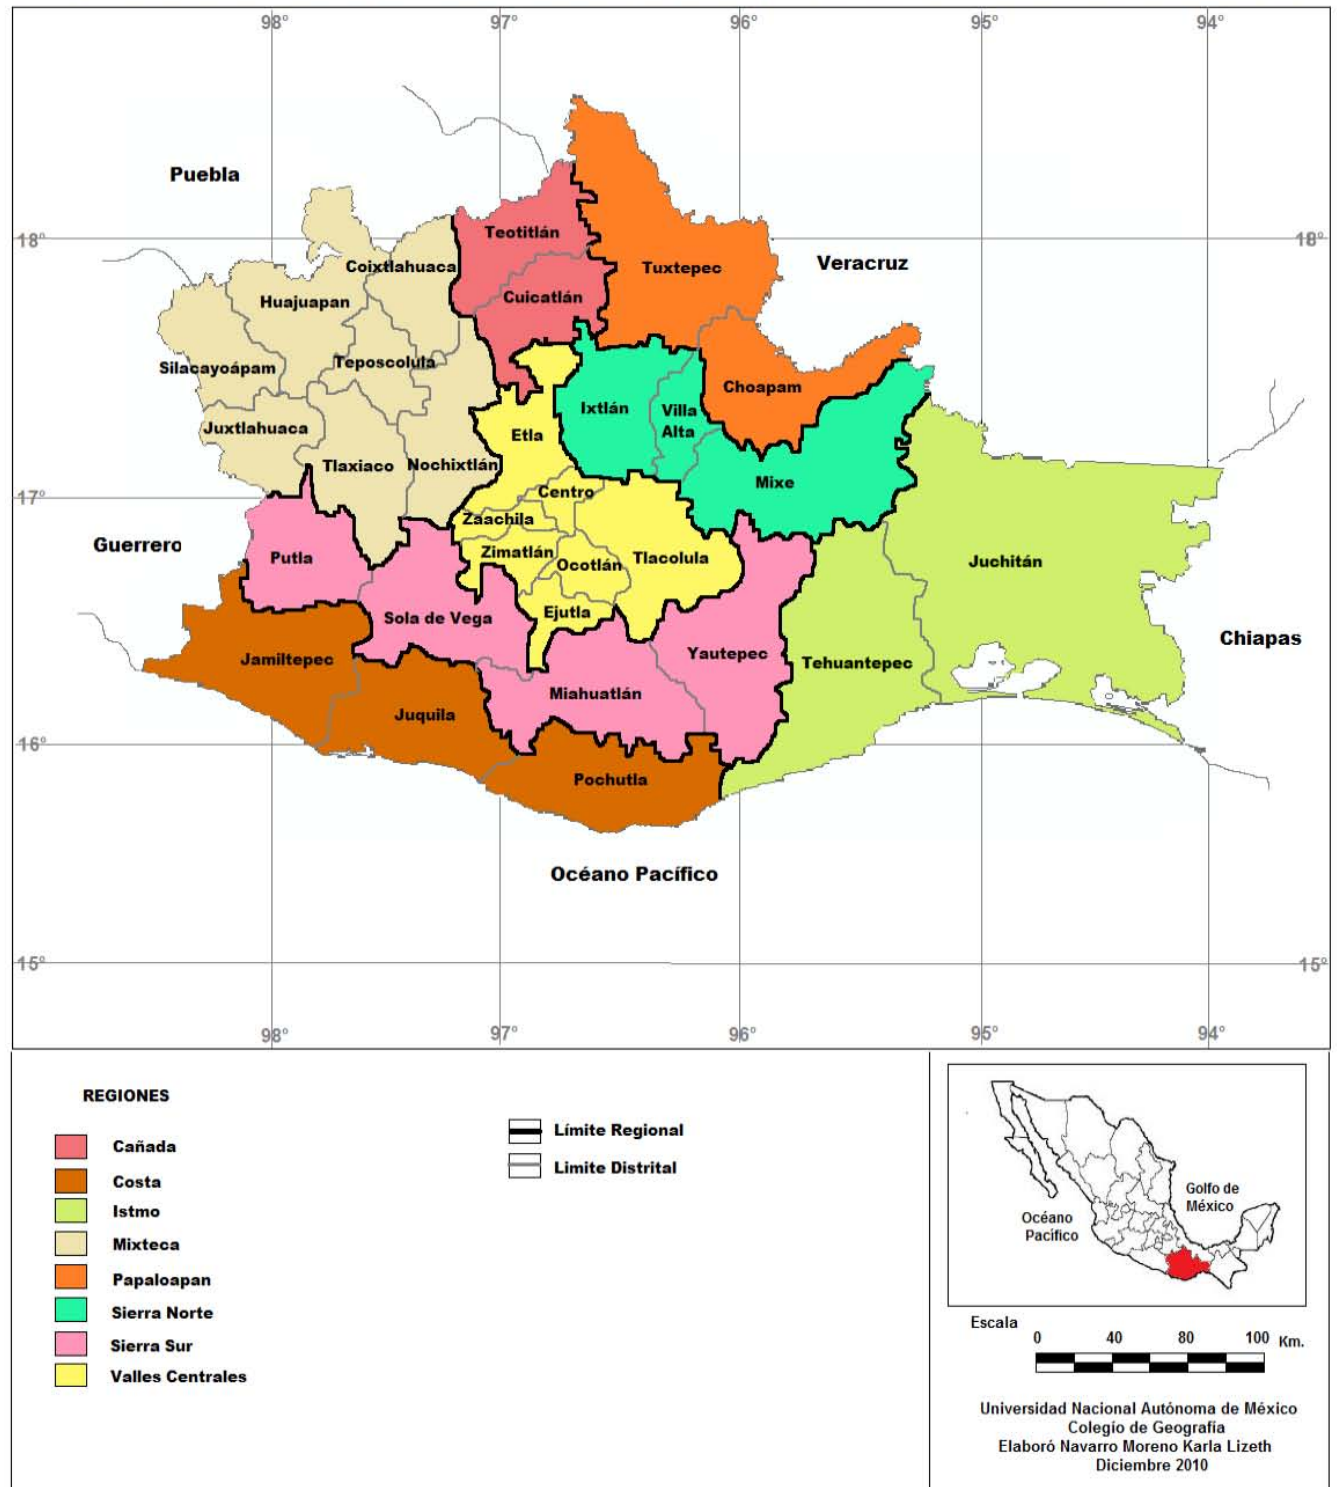 98° 97° 96° 95° 94°
Puebla
18° 18°
Teotitlán
Coixtlahuaca
Tuxtepec
Veracruz
Cuicatlán
Huajuapan
Teposcolula
Silacayoápam
Choapam
Ixtlán
Villa
Alta
Juxtlahuaca
Etla
Tlaxiaco
Nochixtlán
Mixe
17°
Centro
Zaachila
Guerrero
Zimatlán
Putla
Ocotlán
Tlacolula
Juchitán
Ejutla
Sola de Vega
Chiapas
Yautepec
Jamiltepec
Tehuantepec
Miahuatlán
Juquila
16°
Pochutla
Océano Pacífico
15° 15°
98° 97° 96° 95° 94°
REGIONES
Cañada
Costa
Istmo
Mixteca
Papaloapan
Sierra Norte
Sierra Sur
Valles Centrales
Límite Regional
Limite Distrital
Golfo de
México
Océano
Pacífico
Escala
0 40 80 100 Km.
Universidad Nacional Autónoma de México
Colegio de Geografía
Elaboró Navarro Moreno Karla Lizeth
Diciembre 2010